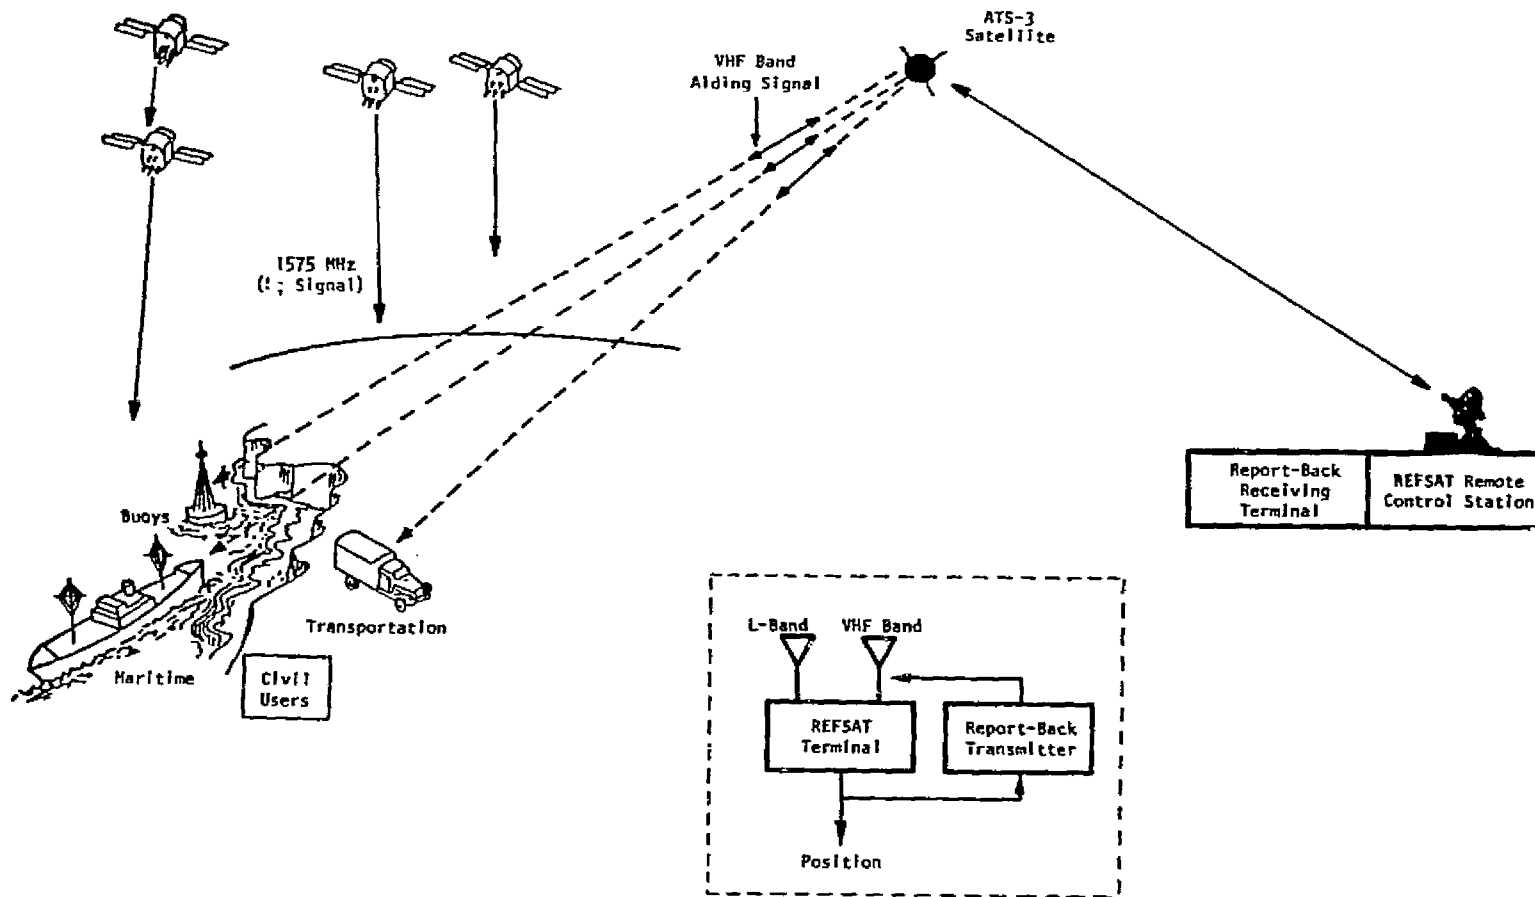 ATS-3
Satellite
VHF Band
Aiding Signal
1575 MHz
Signal)
Report-Back
Receiving
Terminal
REFSAT Remote
Control Station
Buoys
Transportation
Maritime
Civil
Users
L-Band
VHF Band
REFSAT
Terminal
Report-Back
Transmitter
Position